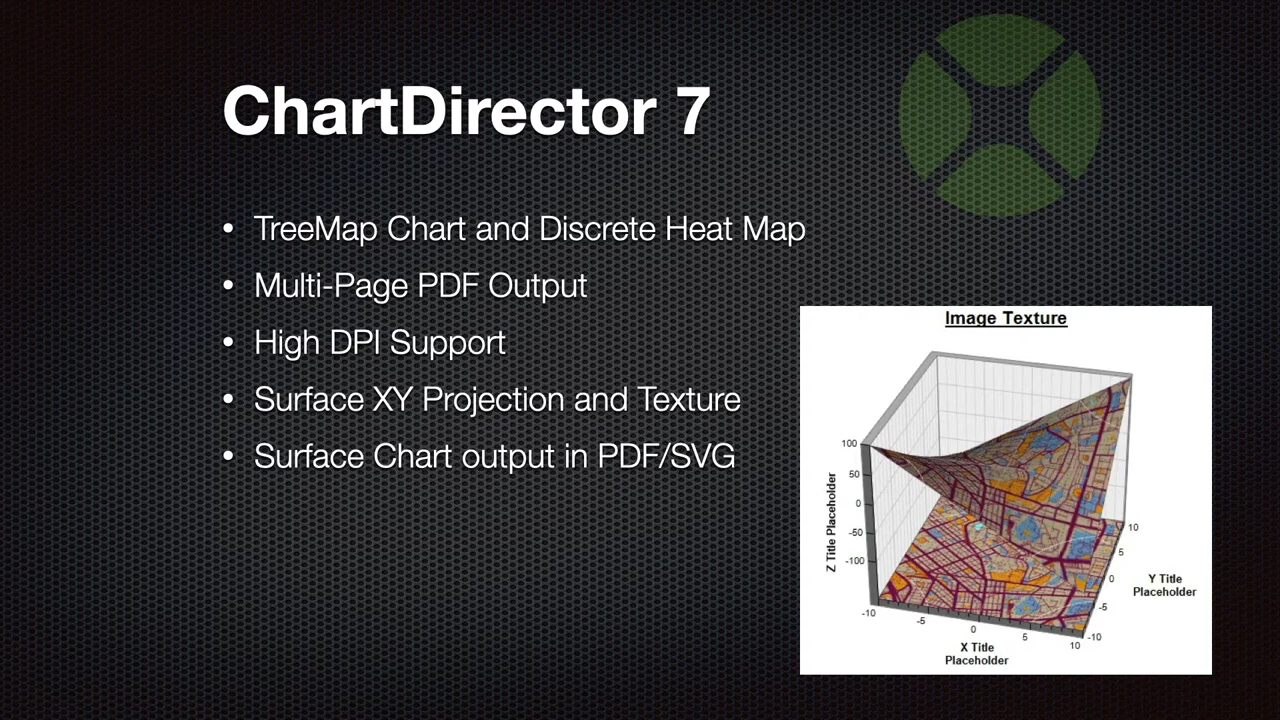 ChartDirector 7
• TreeMap Chart and Discrete Heat Map
• Multi-Page PDF Output
• High DPI Support
• Surface XY Projection and Texture
• Surface Chart output in PDF/SVG
Image Texture
100
50
0
-50
-100
Z Title Placeholder
-10
-5
0
5
10
X Title
Placeholder
10
5
0
-5
-10
Y Title
Placeholder